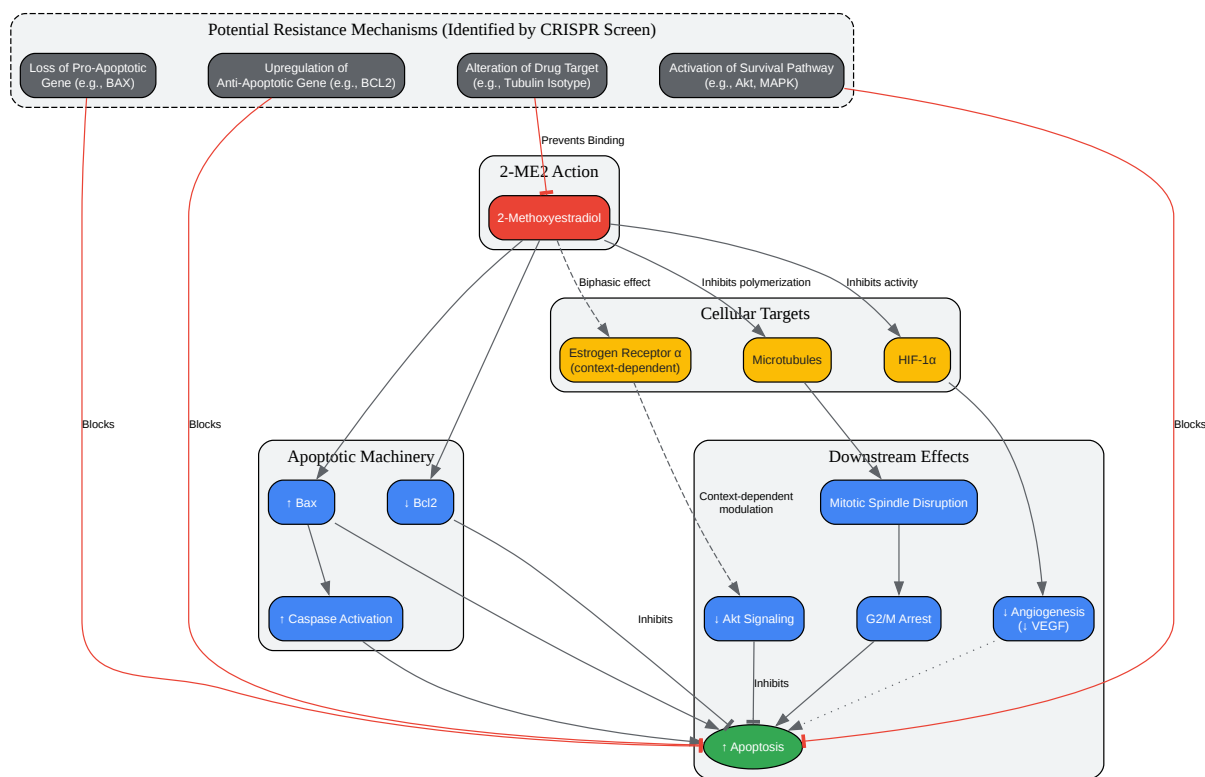 Potential Resistance Mechanisms (Identified by CRISPR Screen)
Loss of Pro-Apoptotic
Gene (e.g., BAX)
Upregulation of
Anti-Apoptotic Gene (e.g., BCL2)
Alteration of Drug Target
(e.g., Tubulin Isotype)
Activation of Survival Pathway
(e.g., Akt, MAPK)
Prevents Binding
2-ME2 Action
2-Methoxyestradiol
Biphasic effect
Inhibits polymerization
Inhibits activity
Cellular Targets
Estrogen Receptor α
(context-dependent)
Microtubules
HIF-1α
Blocks
Blocks
Blocks
Apoptotic Machinery
Downstream Effects
↑ Bax
↓ Bcl2
Context-dependent
modulation
Mitotic Spindle Disruption
↑ Caspase Activation
Inhibits
↓ Akt Signaling
G2/M Arrest
↓ Angiogenesis
(↓ VEGF)
Inhibits
↑ Apoptosis